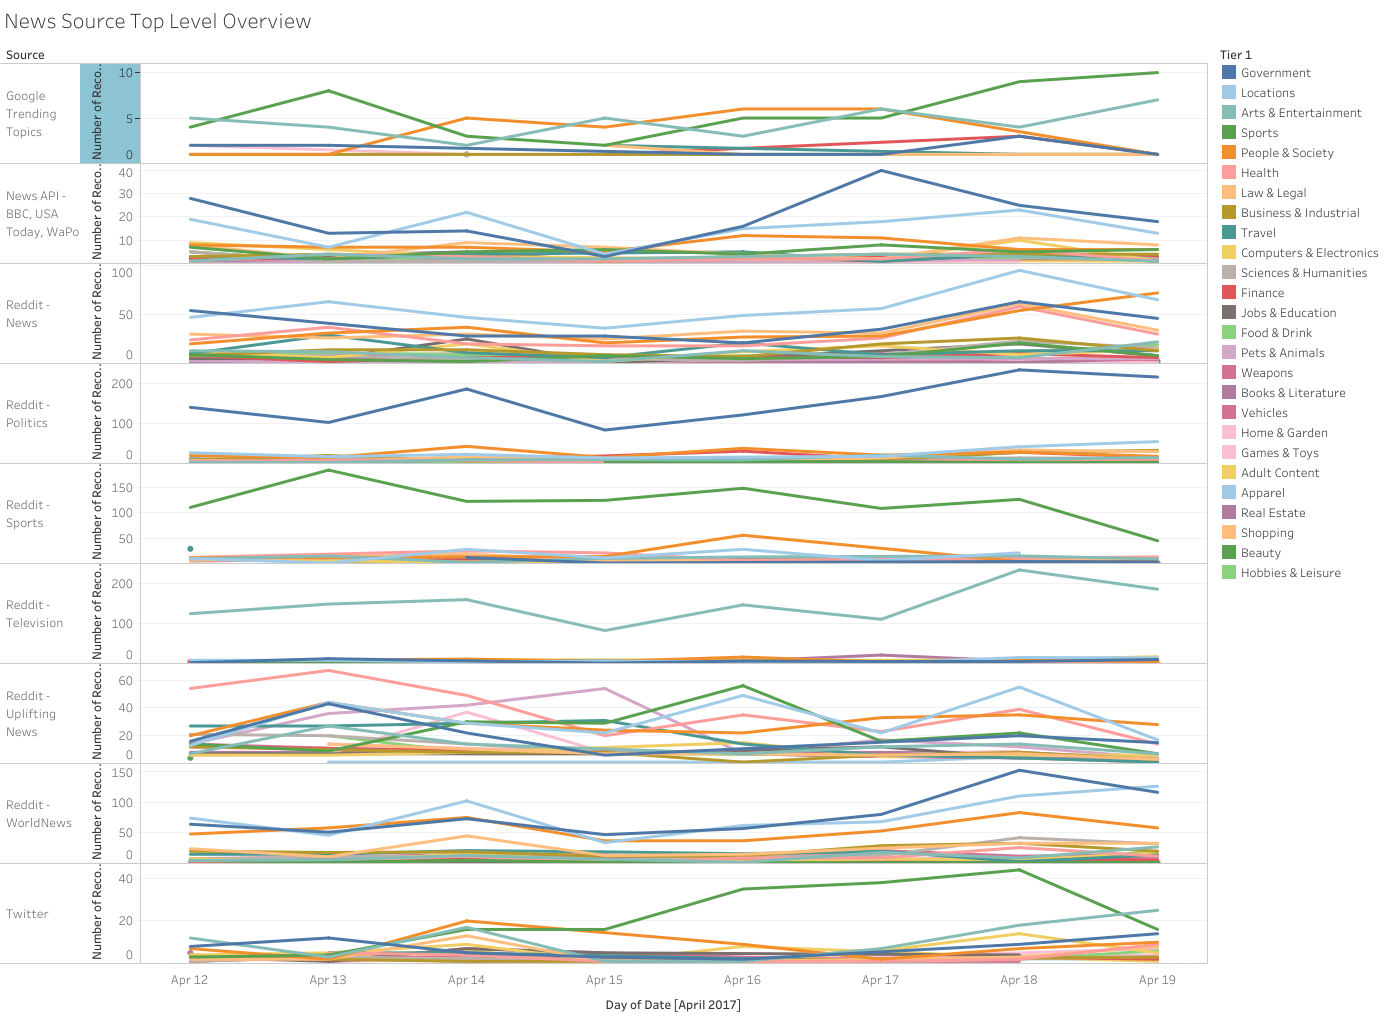 News Source Top Level Overview
Source
Google
Trending
Topics
Number of Reco..
10
5
0
News API -
BBC, USA
Today, WaPo
Number of Reco..
40
30
20
10
Reddit -
News
Number of Reco..
100
50
0
Reddit -
Politics
Number of Reco..
200
100
0
Reddit -
Sports
Number of Reco..
150
100
50
Reddit -
Television
Number of Reco..
200
100
0
Reddit -
Uplifting
News
Number of Reco..
60
40
20
0
Reddit -
WorldNews
Number of Reco..
150
100
50
0
Twitter
Number of Reco..
40
20
0
Apr 12
Apr 13
Apr 14
Apr 15
Apr 16
Apr 17
Apr 18
Apr 19
Day of Date [April 2017]
Tier 1
Government
Locations
Arts & Entertainment
Sports
People & Society
Health
Law & Legal
Business & Industrial
Travel
Computers & Electronics
Sciences & Humanities
Finance
Jobs & Education
Food & Drink
Pets & Animals
Weapons
Books & Literature
Vehicles
Home & Garden
Games & Toys
Adult Content
Apparel
Real Estate
Shopping
Beauty
Hobbies & Leisure